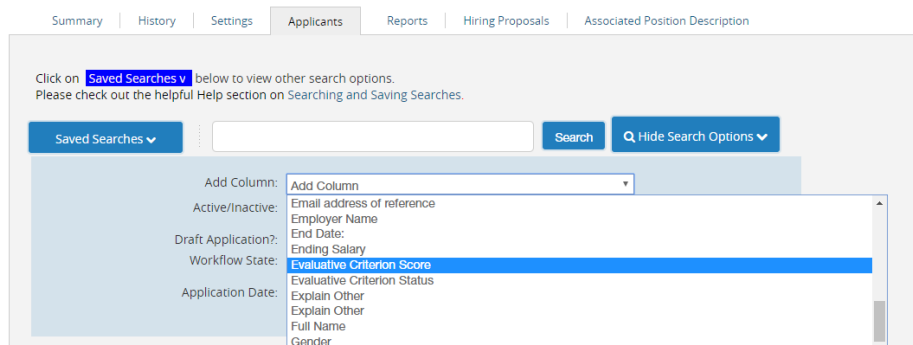 Summary History Settings Applicants Reports Hiring Proposals Associated Position Description
Click on Saved Searches v below to view other search options.
Please check out the helpful Help section on Searching and Saving Searches.
Saved Searches Search Hide Search Options
Add Column: Add Column
Active/Inactive: Email address of reference
Employer Name
Draft Application?: End Date:
Ending Salary
Workflow State: Evaluative Criterion Score
Evaluative Criterion Status
Application Date: Explain Other
Explain Other
Full Name
Gender